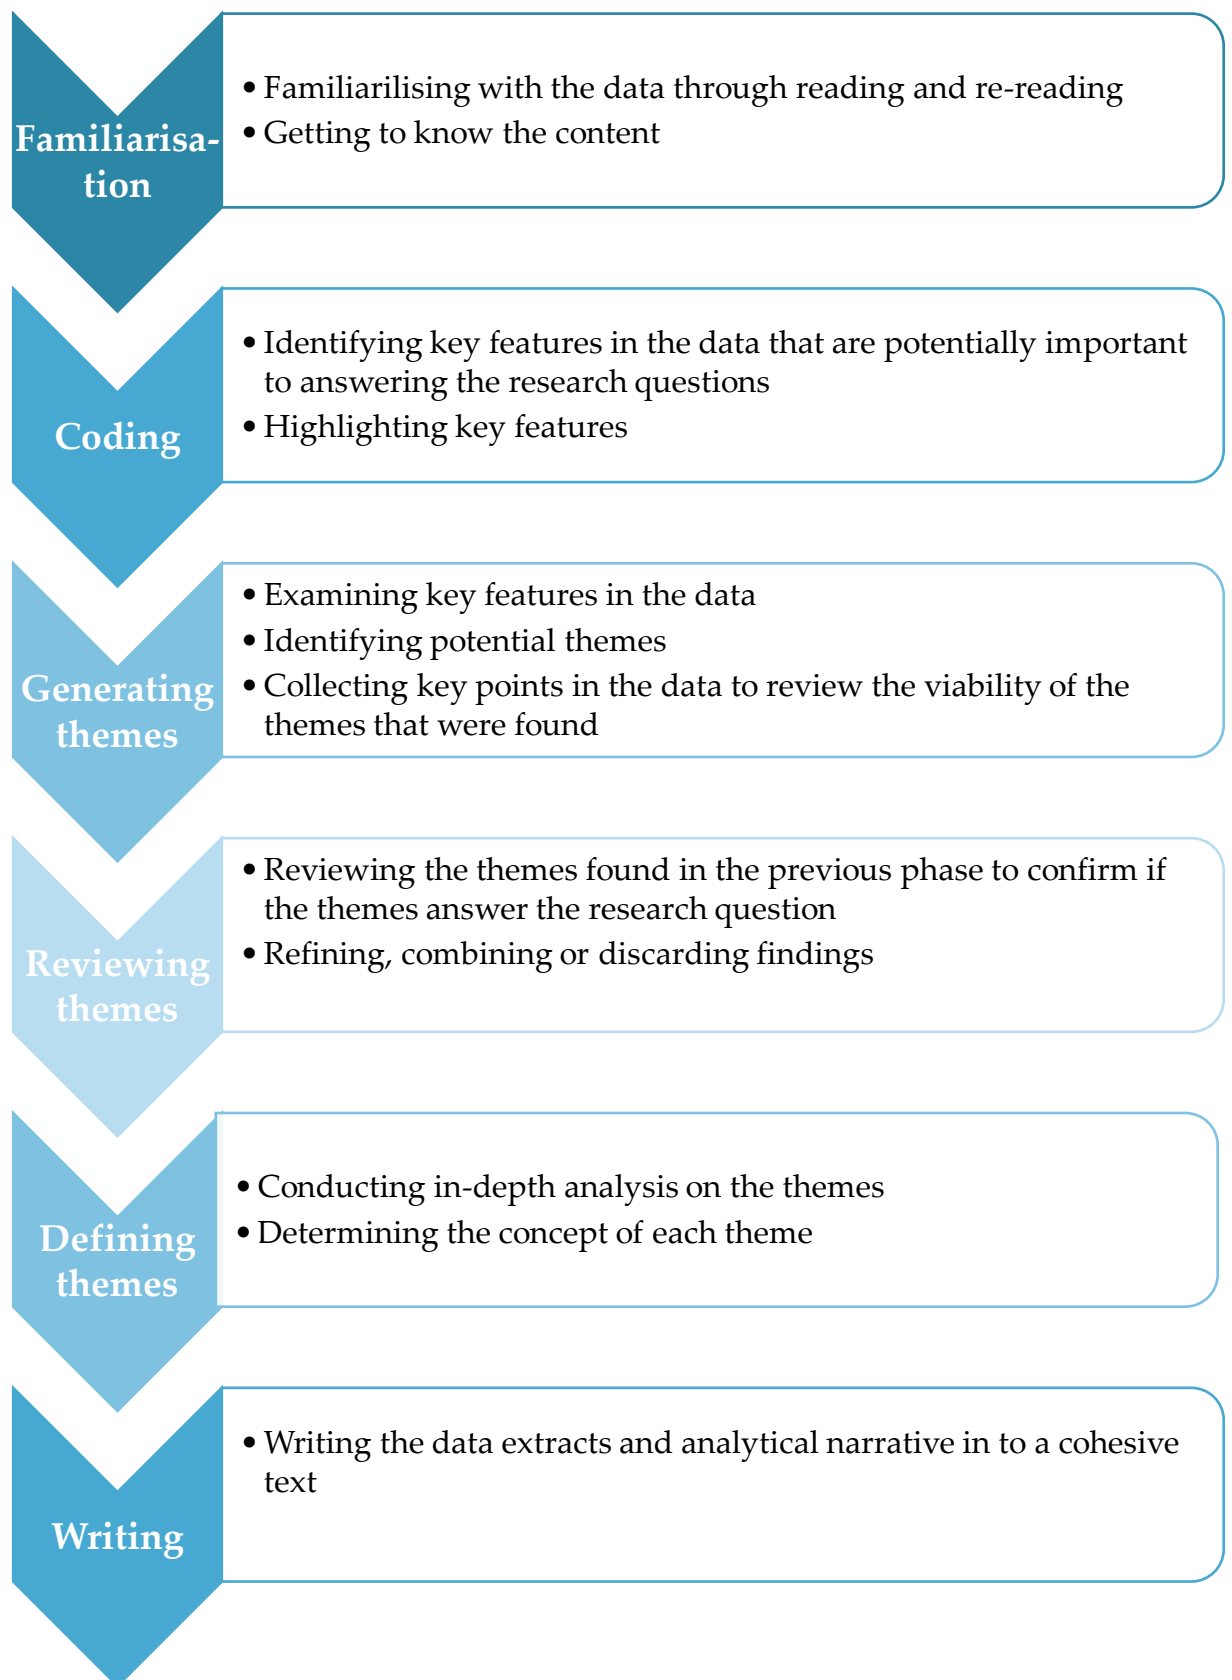 Familiarisa-
tion
• Familiarilising with the data through reading and re-reading
• Getting to know the content
Coding
• Identifying key features in the data that are potentially important
to answering the research questions
• Highlighting key features
Generating
themes
• Examining key features in the data
• Identifying potential themes
• Collecting key points in the data to review the viability of the
themes that were found
Reviewing
themes
• Reviewing the themes found in the previous phase to confirm if
the themes answer the research question
• Refining, combining or discarding findings
Defining
themes
• Conducting in-depth analysis on the themes
• Determining the concept of each theme
Writing
• Writing the data extracts and analytical narrative in to a cohesive
text